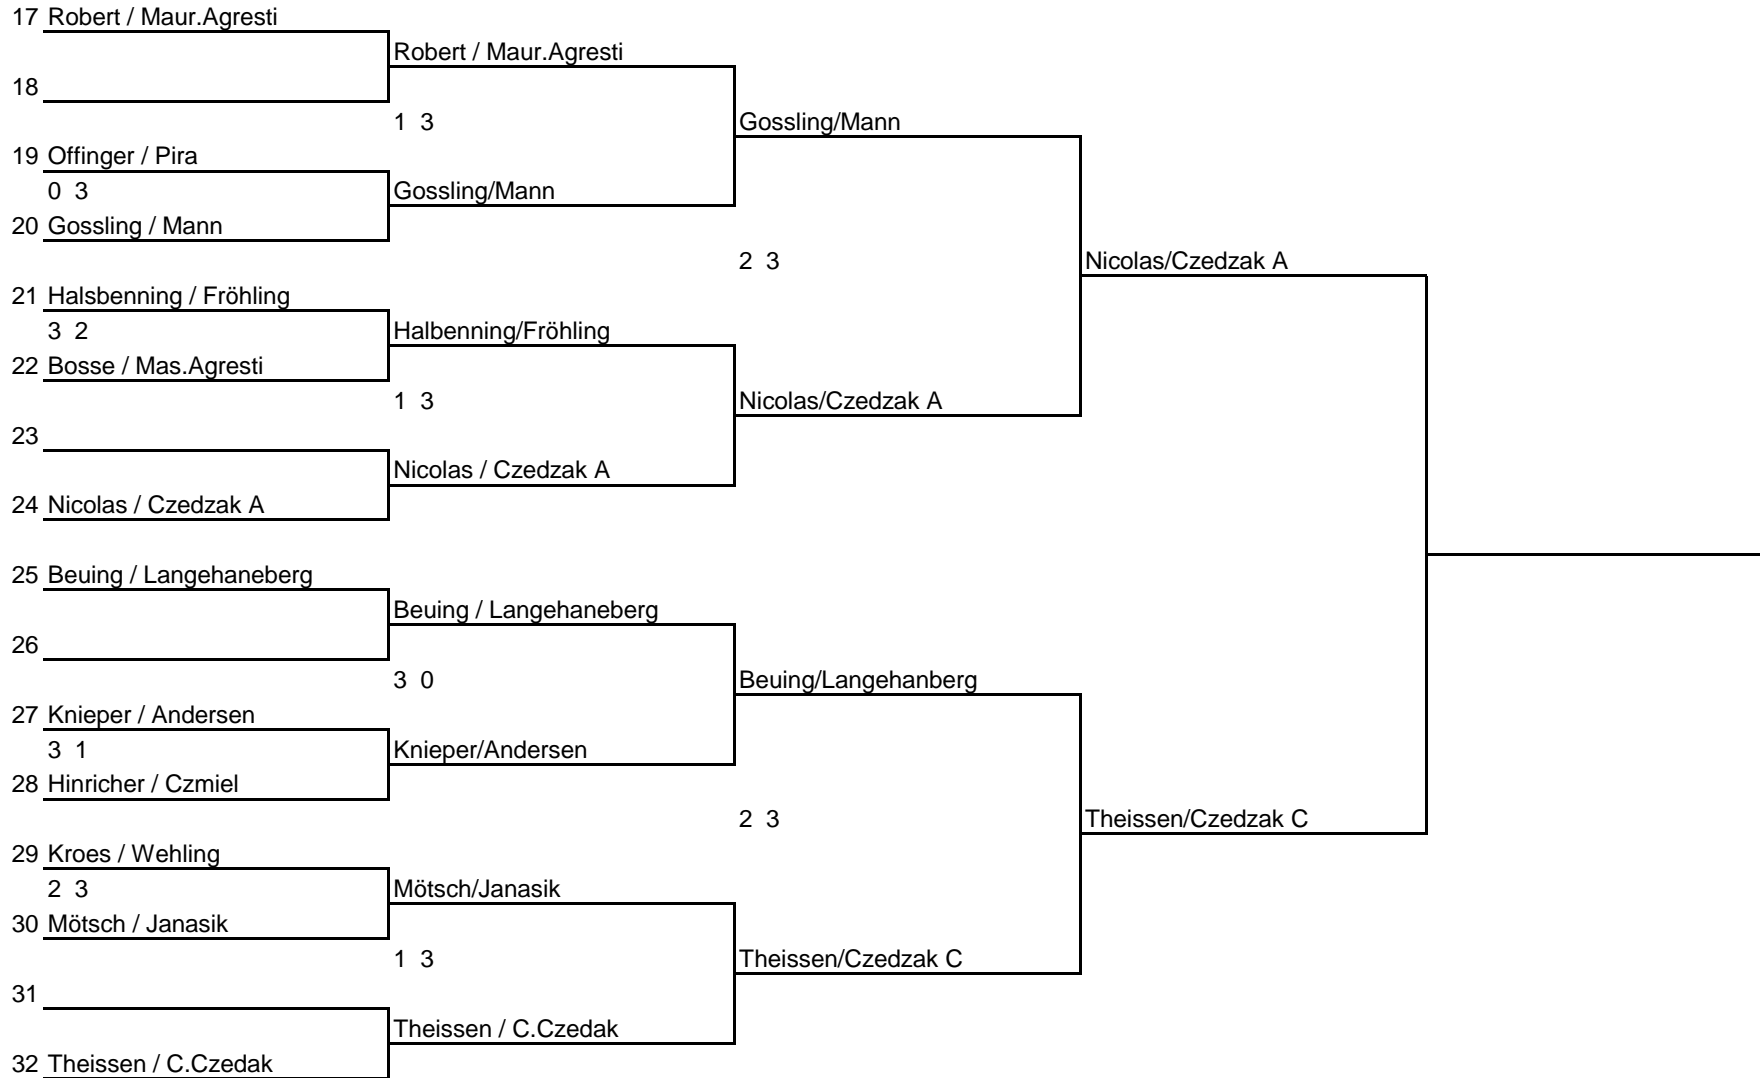 17 Robert / Maur.Agresti
Robert / Maur.Agresti
18
1 3 Gossling/Mann
19 Offinger / Pira
0 3 Gossling/Mann
20 Gossling / Mann
2 3 Nicolas/Czedzak A
21 Halsbenning / Fröhling
3 2 Halbenning/Fröhling
22 Bosse / Mas.Agresti
1 3 Nicolas/Czedzak A
23
Nicolas / Czedzak A
24 Nicolas / Czedzak A
25 Beuing / Langehaneberg
Beuing / Langehaneberg
26
3 0 Beuing/Langehanberg
27 Knieper / Andersen
3 1 Knieper/Andersen
28 Hinricher / Czmiel
2 3 Theissen/Czedzak C
29 Kroes / Wehling
2 3 Mötsch/Janasik
30 Mötsch / Janasik
1 3 Theissen/Czedzak C
31
Theissen / C.Czedak
32 Theissen / C.Czedak